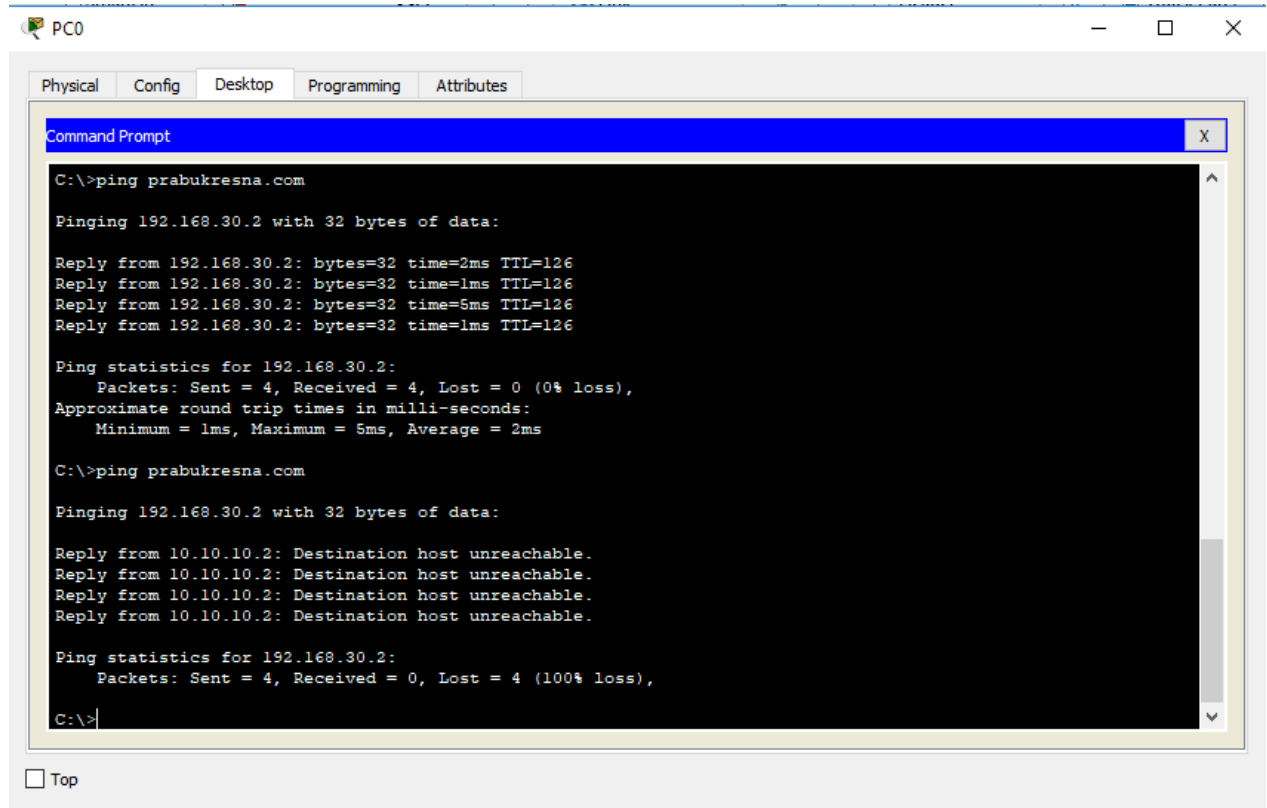 PC0
Physical Config Desktop Programming Attributes
Command Prompt X
C:\>ping prabukresna.com
Pinging 192.168.30.2 with 32 bytes of data:
Reply from 192.168.30.2: bytes=32 time=2ms TTL=126
Reply from 192.168.30.2: bytes=32 time=1ms TTL=126
Reply from 192.168.30.2: bytes=32 time=5ms TTL=126
Reply from 192.168.30.2: bytes=32 time=1ms TTL=126
Ping statistics for 192.168.30.2:
Packets: Sent = 4, Received = 4, Lost = 0 (0% loss),
Approximate round trip times in milli-seconds:
Minimum = 1ms, Maximum = 5ms, Average = 2ms
C:\>ping prabukresna.com
Pinging 192.168.30.2 with 32 bytes of data:
Reply from 10.10.10.2: Destination host unreachable.
Reply from 10.10.10.2: Destination host unreachable.
Reply from 10.10.10.2: Destination host unreachable.
Reply from 10.10.10.2: Destination host unreachable.
Ping statistics for 192.168.30.2:
Packets: Sent = 4, Received = 0, Lost = 4 (100% loss),
C:\>
Top